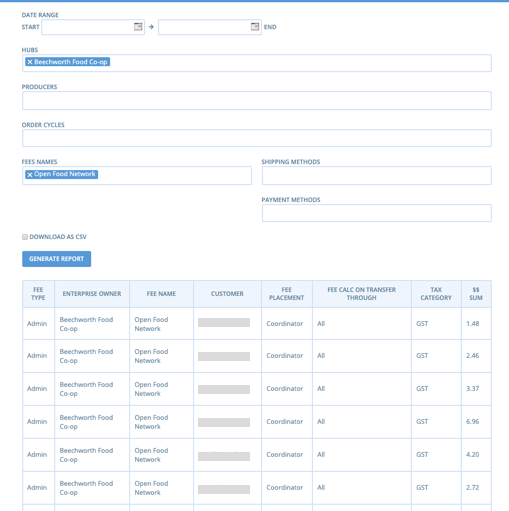 DATE RANGE
START → END
HUBS
× Beechworth Food Co-op
PRODUCERS
ORDER CYCLES
FEES NAMES SHIPPING METHODS
× Open Food Network
PAYMENT METHODS
DOWNLOAD AS CSV
GENERATE REPORT
FEE TYPE ENTERPRISE OWNER FEE NAME CUSTOMER FEE PLACEMENT FEE CALC ON TRANSFER THROUGH TAX CATEGORY $$ SUM
Admin Beechworth Food Co-op Open Food Network Coordinator All GST 1.48
Admin Beechworth Food Co-op Open Food Network Coordinator All GST 2.46
Admin Beechworth Food Co-op Open Food Network Coordinator All GST 3.37
Admin Beechworth Food Co-op Open Food Network Coordinator All GST 6.96
Admin Beechworth Food Co-op Open Food Network Coordinator All GST 4.20
Admin Beechworth Food Co-op Open Food Network Coordinator All GST 2.72